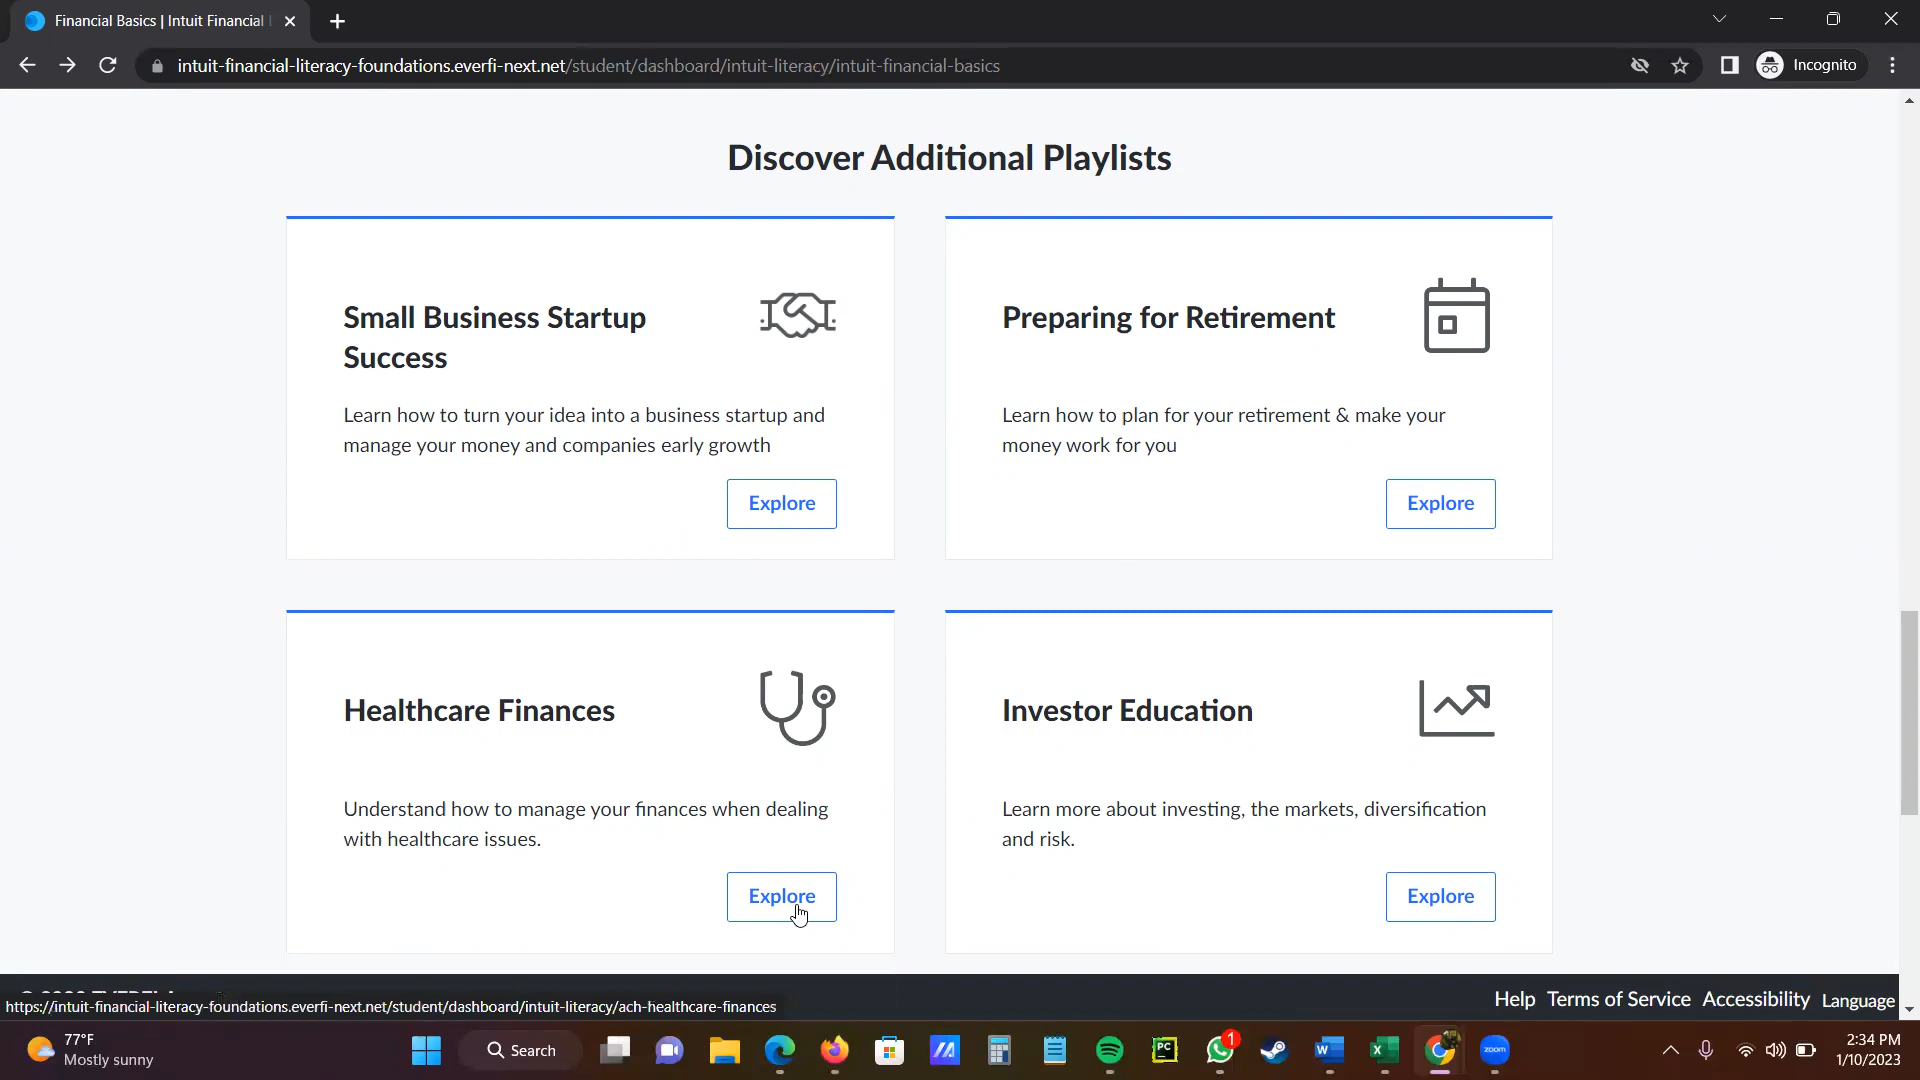 Financial Basics | Intuit Financial
intuit-financial-literacy-foundations.everfi-next.net/student/dashboard/intuit-literacy/intuit-financial-basics
Incognito
Discover Additional Playlists
Small Business Startup
Success
Learn how to turn your idea into a business startup and
manage your money and companies early growth
Explore
Preparing for Retirement
Learn how to plan for your retirement & make your
money work for you
Explore
Healthcare Finances
Understand how to manage your finances when dealing
with healthcare issues.
Explore
Investor Education
Learn more about investing, the markets, diversification
and risk.
Explore
https://intuit-financial-literacy-foundations.everfi-next.net/student/dashboard/intuit-literacy/ach-healthcare-finances
Help Terms of Service Accessibility Language
77°F
Mostly sunny
Search
PC
1
W
X
zoom
2:34 PM
1/10/2023